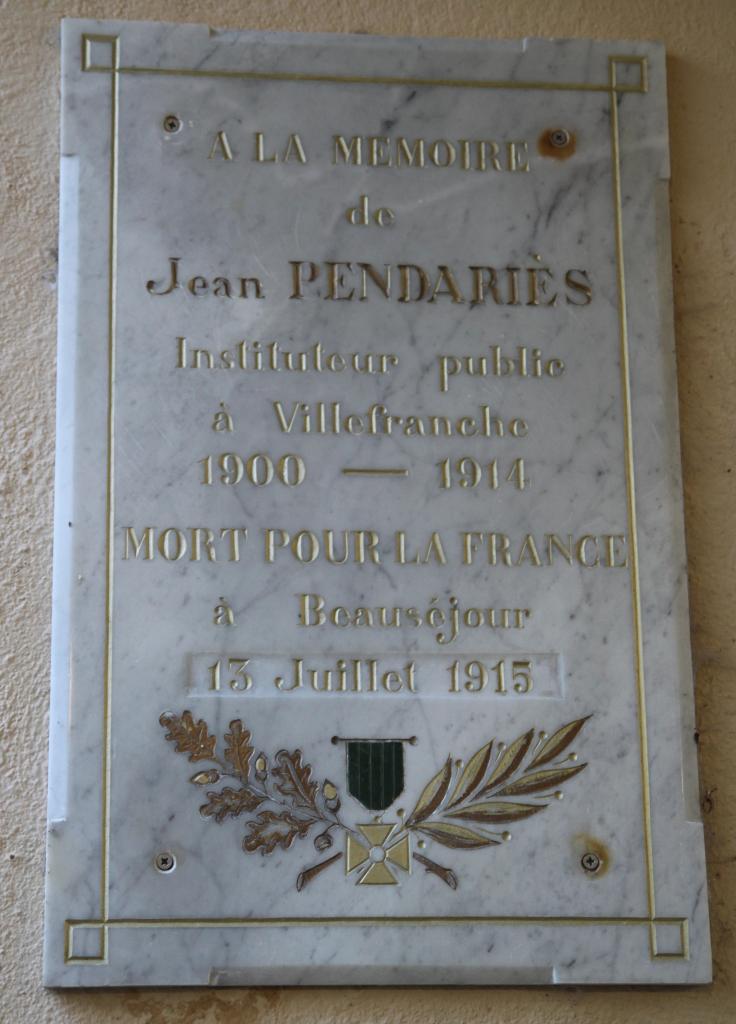 A LA MEMOIRE
de
Jean PENDARIÈS
Instituteur public
à Villefranche
1900 — 1914
MORT POUR LA FRANCE
à Beauséjour
13 Juillet 1915